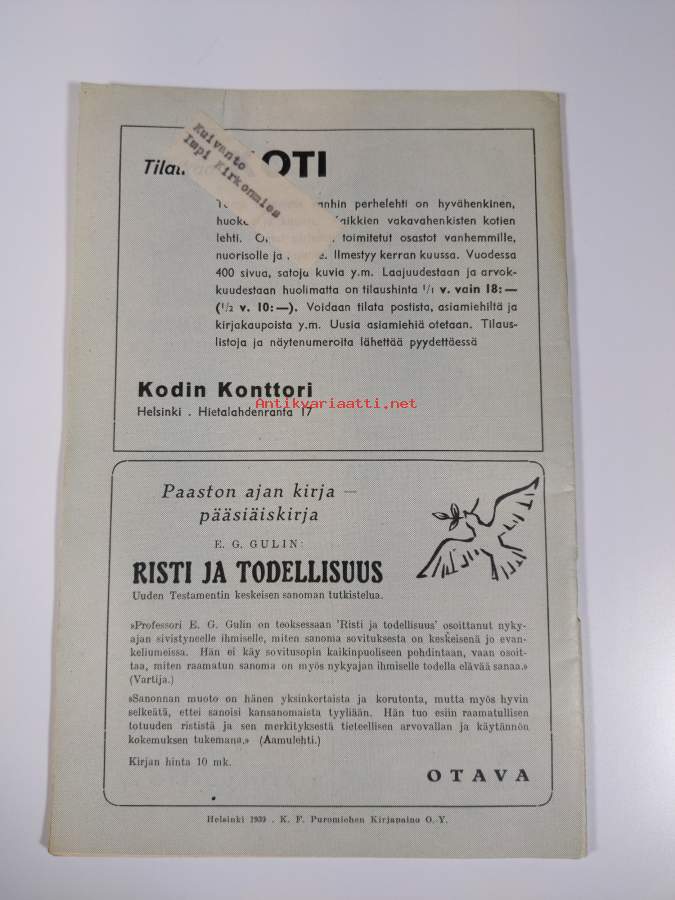 Kuivanto
Impi Kirkonmies
OTI
anhin perhelehti on hyvähenkinen,
huoke aikkien vakavahenkisten kotien
lehti. toimitetut osastot vanhemmille,
nuorisolle ja Ilmestyy kerran kuussa. Vuodessa
400 sivua, satoja kuvia y.m. Laajuudestaan ja arvok-
kuudestaan huolimatta on tilaushinta 1/1 v. vain 18:—
(1/2 v. 10:—). Voidaan tilata postista, asiamiehiltä ja
kirjakaupoista y.m. Uusia asiamiehiä otetaan. Tilaus-
listoja ja näytenumeroita lähettää pyydettäessä
Kodin Konttori
Antikvariaatti.net
Helsinki . Hietalahdenranta 17
Paaston ajan kirja —
pääsiäiskirja
E. G. GULIN:
RISTI JA TODELLISUUS
Uuden Testamentin keskeisen sanoman tutkistelua.
»Professori E. G. Gulin on teoksessaan 'Risti ja todellisuus' osoittanut nyky-
ajan sivistyneelle ihmiselle, miten sanoma sovituksesta on keskeisenä jo evan-
keliumeissa. Hän ei käy sovitusopin kaikinpuoliseen pohdintaan, vaan osoit-
taa, miten raamatun sanoma on myös nykyajan ihmiselle todella elävää sanaa.»
(Vartija.)
»Sanonnan muoto on hänen yksinkertaista ja korutonta, mutta myös hyvin
selkeätä, ettei sanoisi kansanomaista tyyliään. Hän tuo esiin raamatullisen
totuuden rististä ja sen merkityksestä tieteellisen arvovallan ja käytännön
kokemuksen tukemana.» (Aamulehti.)
Kirjan hinta 10 mk.
OTAVA
Helsinki 1939 . K. F. Puromiehen Kirjapaino O.-Y.